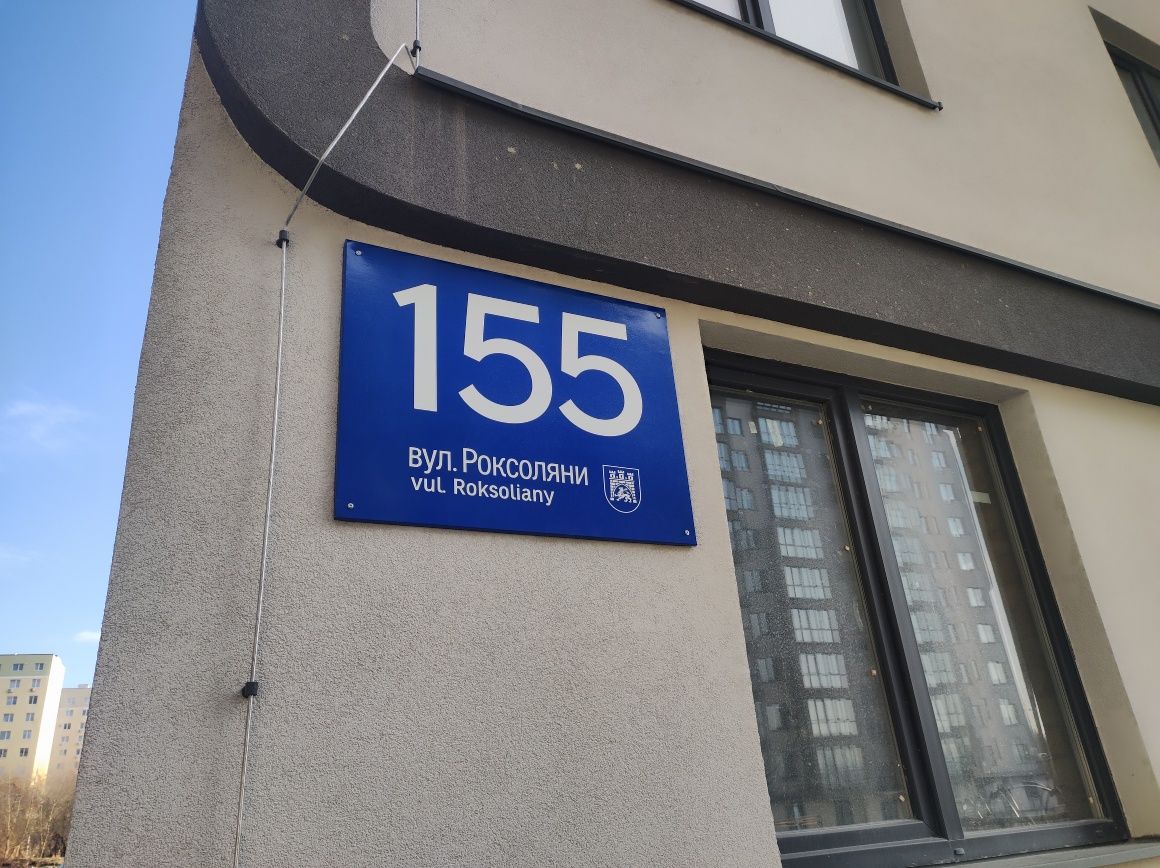 155
вул. Роксоляни
vul. Roksoliany